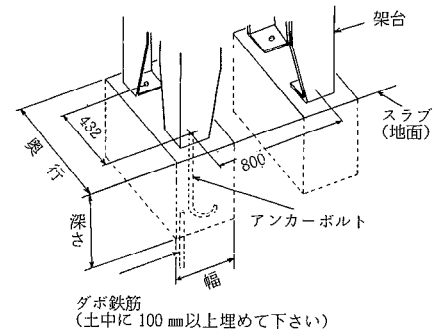 架台
スラブ
(地面)
432
奥行
800
深さ
アンカーボルト
幅
ダボ鉄筋
(土中に 100 ㎜以上埋めて下さい)